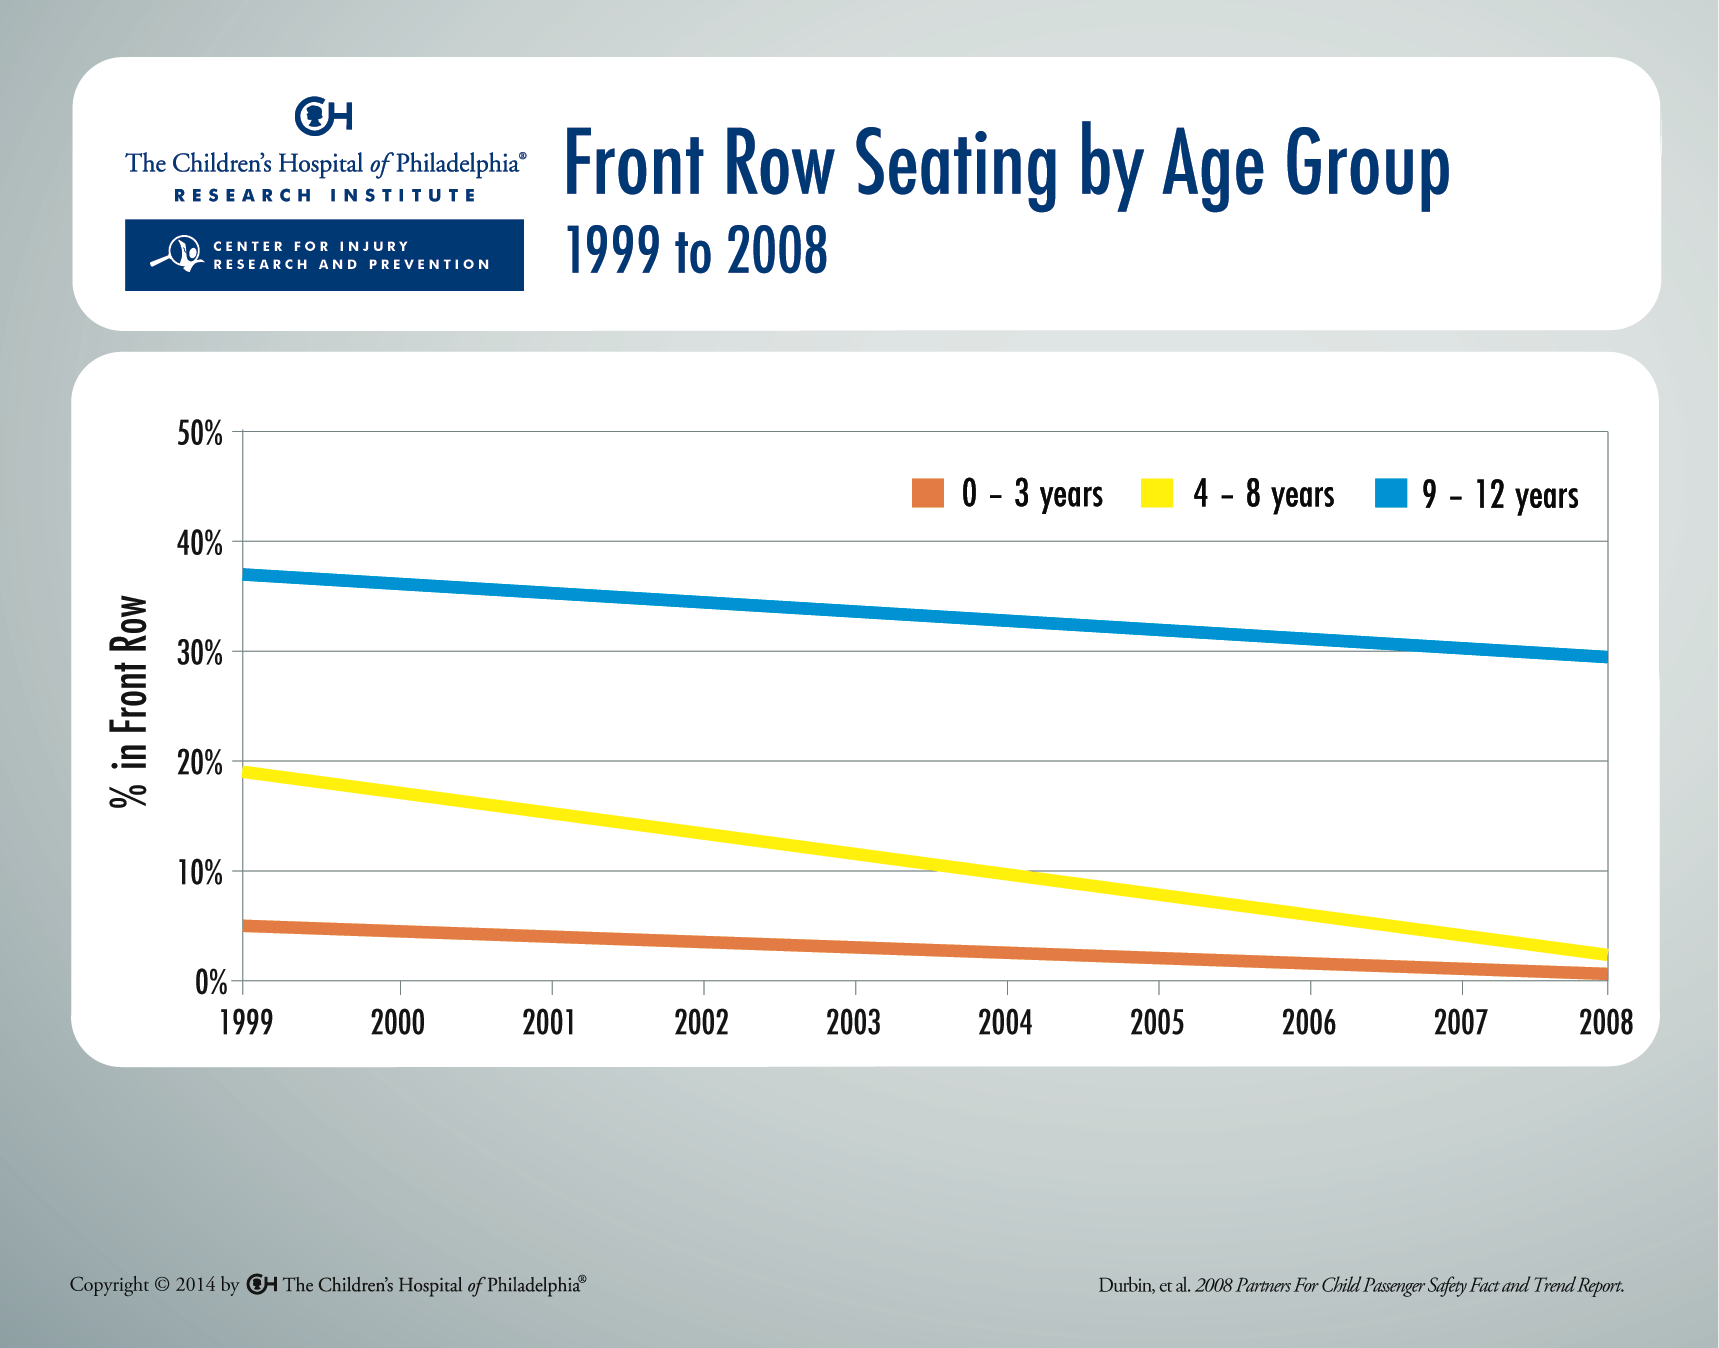 CH
The Children's Hospital of Philadelphia®
RESEARCH INSTITUTE
CENTER FOR INJURY
RESEARCH AND PREVENTION
Front Row Seating by Age Group
1999 to 2008
50%
0 – 3 years 4 – 8 years 9 – 12 years
40%
30%
20%
10%
0%
% in Front Row
1999 2000 2001 2002 2003 2004 2005 2006 2007 2008
Copyright © 2014 by CH The Children's Hospital of Philadelphia®
Durbin, et al. 2008 Partners For Child Passenger Safety Fact and Trend Report.